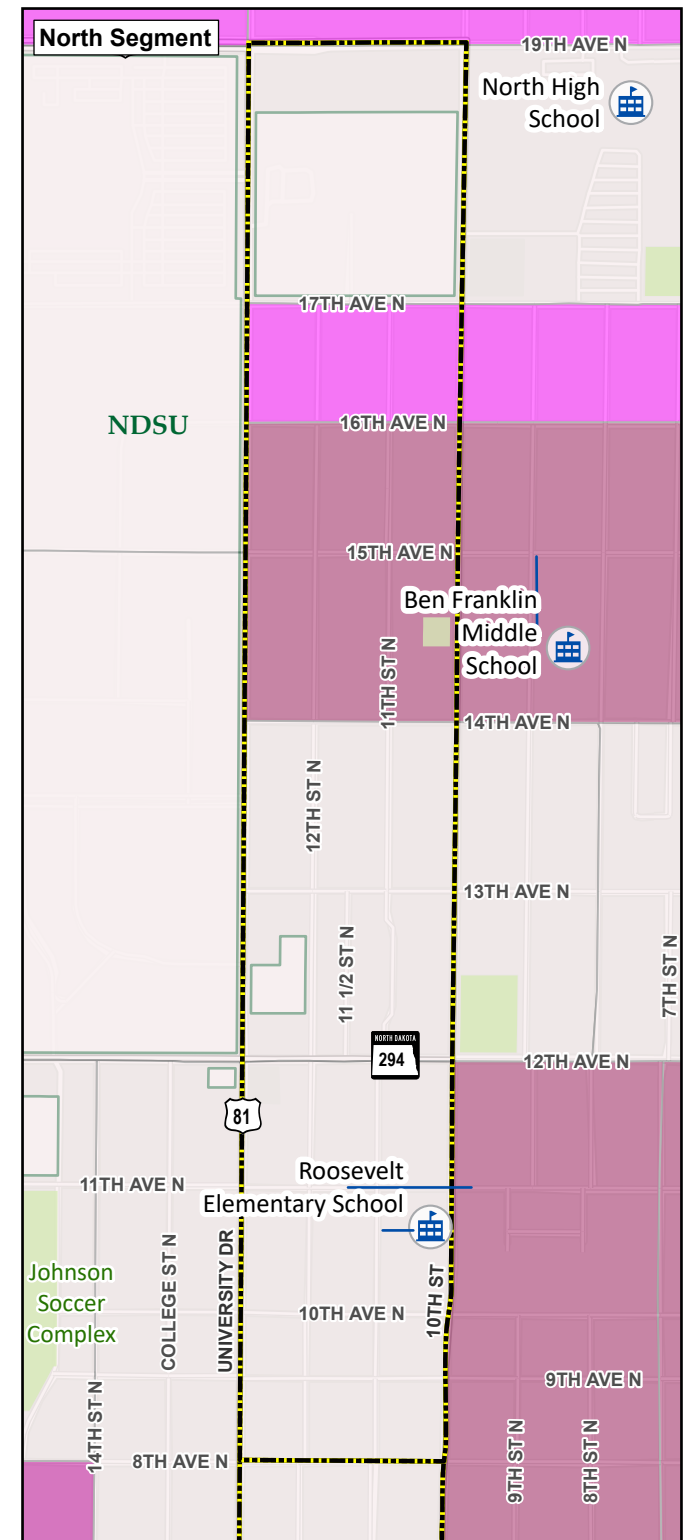 North Segment
19TH AVE N
North High
School
17TH AVE N
NDSU
16TH AVE N
15TH AVE N
Ben Franklin
Middle
School
11TH ST N
14TH AVE N
12TH ST N
13TH AVE N
11 1/2 ST N
7TH ST N
NORTH DAKOTA
294
12TH AVE N
81
Roosevelt
Elementary School
11TH AVE N
Johnson
Soccer
Complex
COLLEGE ST N
UNIVERSITY DR
10TH ST
10TH AVE N
9TH AVE N
14TH ST N
8TH AVE N
9TH ST N
8TH ST N